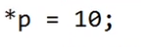 *p = 10;